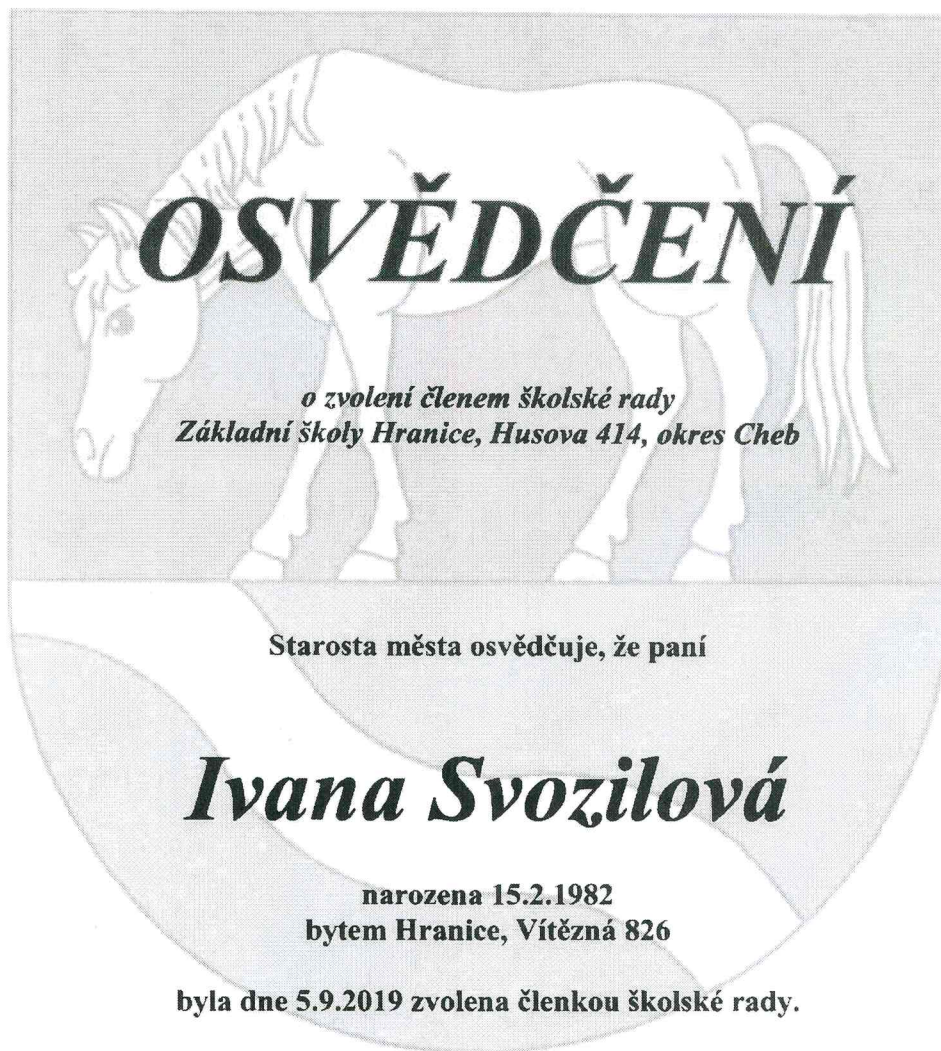 OSVĚDČENÍ
o zvolení členem školské rady
Základní školy Hranice, Husova 414, okres Cheb
Starosta města osvědčuje, že paní
Ivana Svozilová
narozena 15.2.1982
bytem Hranice, Vítězná 826
byla dne 5.9.2019 zvolena členkou školské rady.